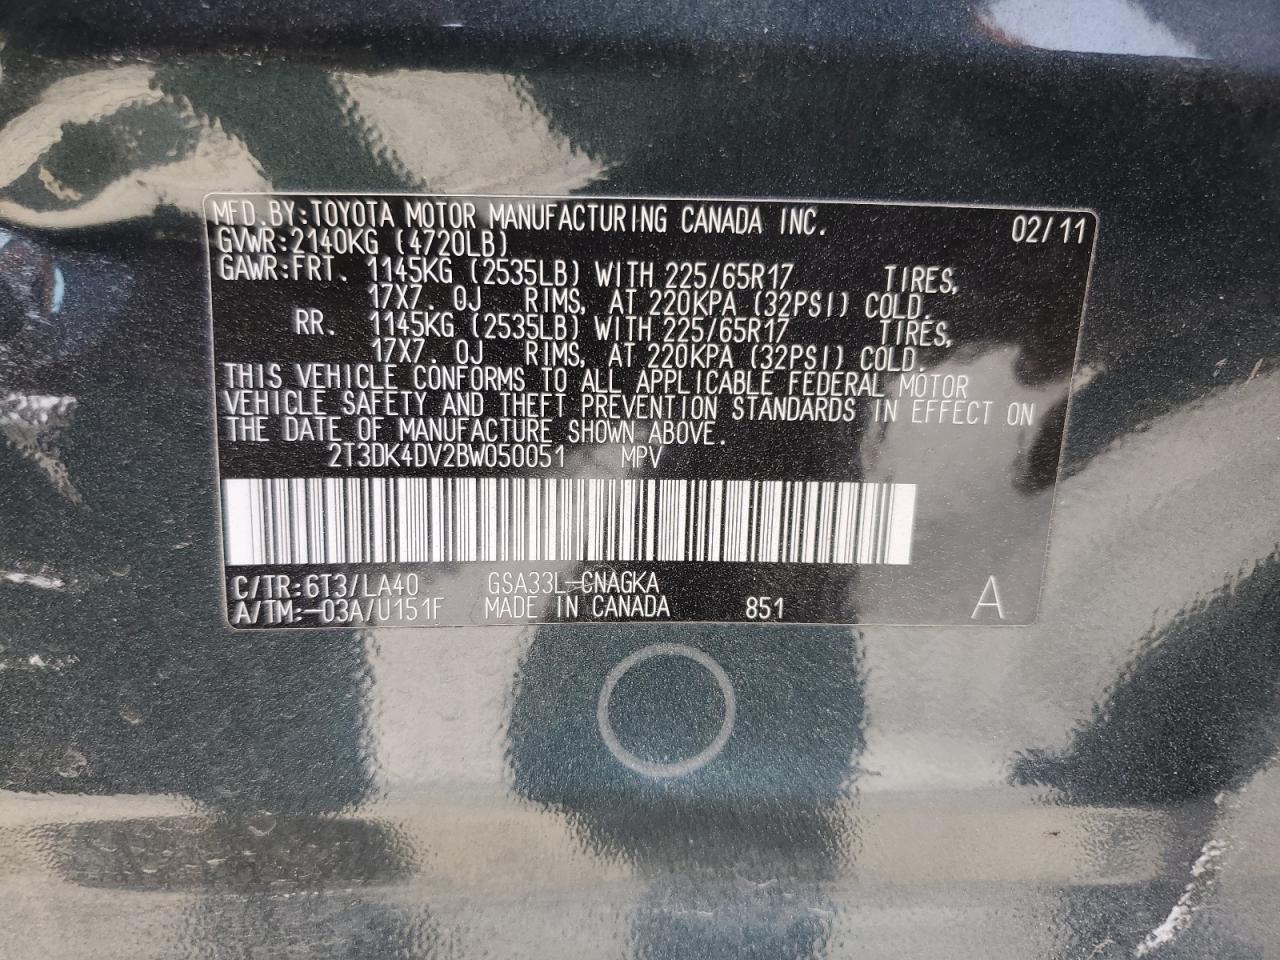 MFD.BY:TOYOTA MOTOR MANUFACTURING CANADA INC. 02/11
GVWR:2140KG (4720LB)
GAWR:FRT. 1145KG (2535LB) WITH 225/65R17 TIRES,
17X7. 0J RIMS, AT 220KPA (32PSI) COLD.
RR. 1145KG (2535LB) WITH 225/65R17 TIRES,
17X7. 0J RIMS, AT 220KPA (32PSI) COLD.
THIS VEHICLE CONFORMS TO ALL APPLICABLE FEDERAL MOTOR
VEHICLE SAFETY AND THEFT PREVENTION STANDARDS IN EFFECT ON
THE DATE OF MANUFACTURE SHOWN ABOVE.
2T3DK4DV2BW050051 MPV
C/TR:6T3/LA40 GSA33L-CNAGKA
A/TM:-03A/U151F MADE IN CANADA 851 A